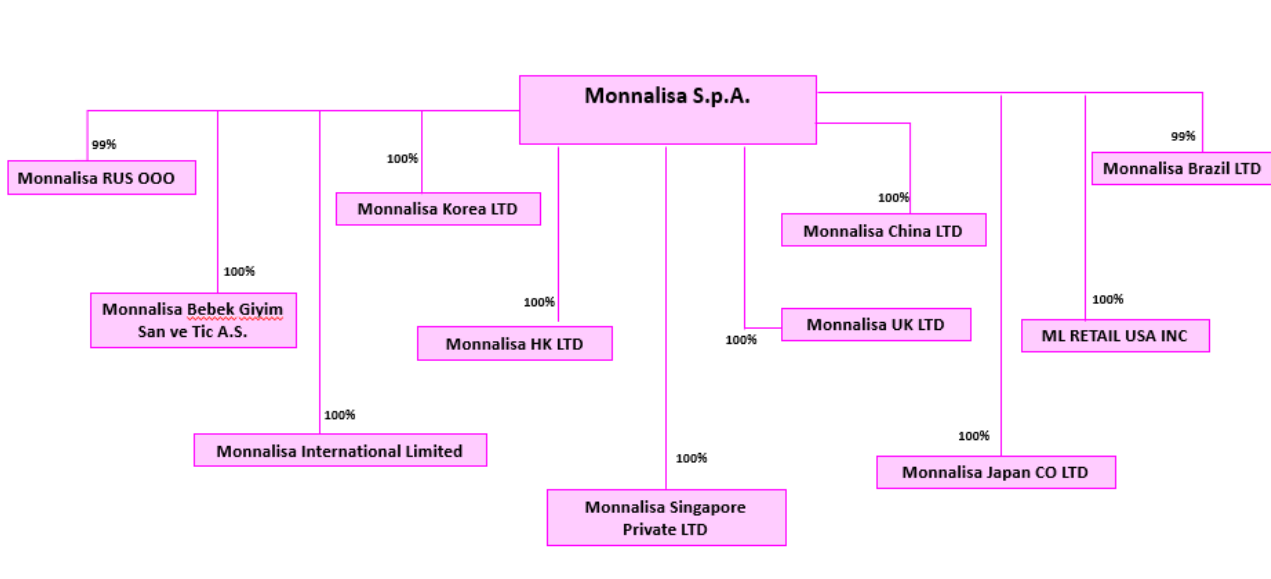 Monnalisa S.p.A.
99%
Monnalisa RUS OOO
100%
Monnalisa Korea LTD
99%
Monnalisa Brazil LTD
100%
Monnalisa China LTD
100%
Monnalisa Bebek Giyim
San ve Tic A.S.
100%
Monnalisa HK LTD
100%
Monnalisa UK LTD
100%
ML RETAIL USA INC
100%
Monnalisa International Limited
100%
Monnalisa Singapore
Private LTD
100%
Monnalisa Japan CO LTD